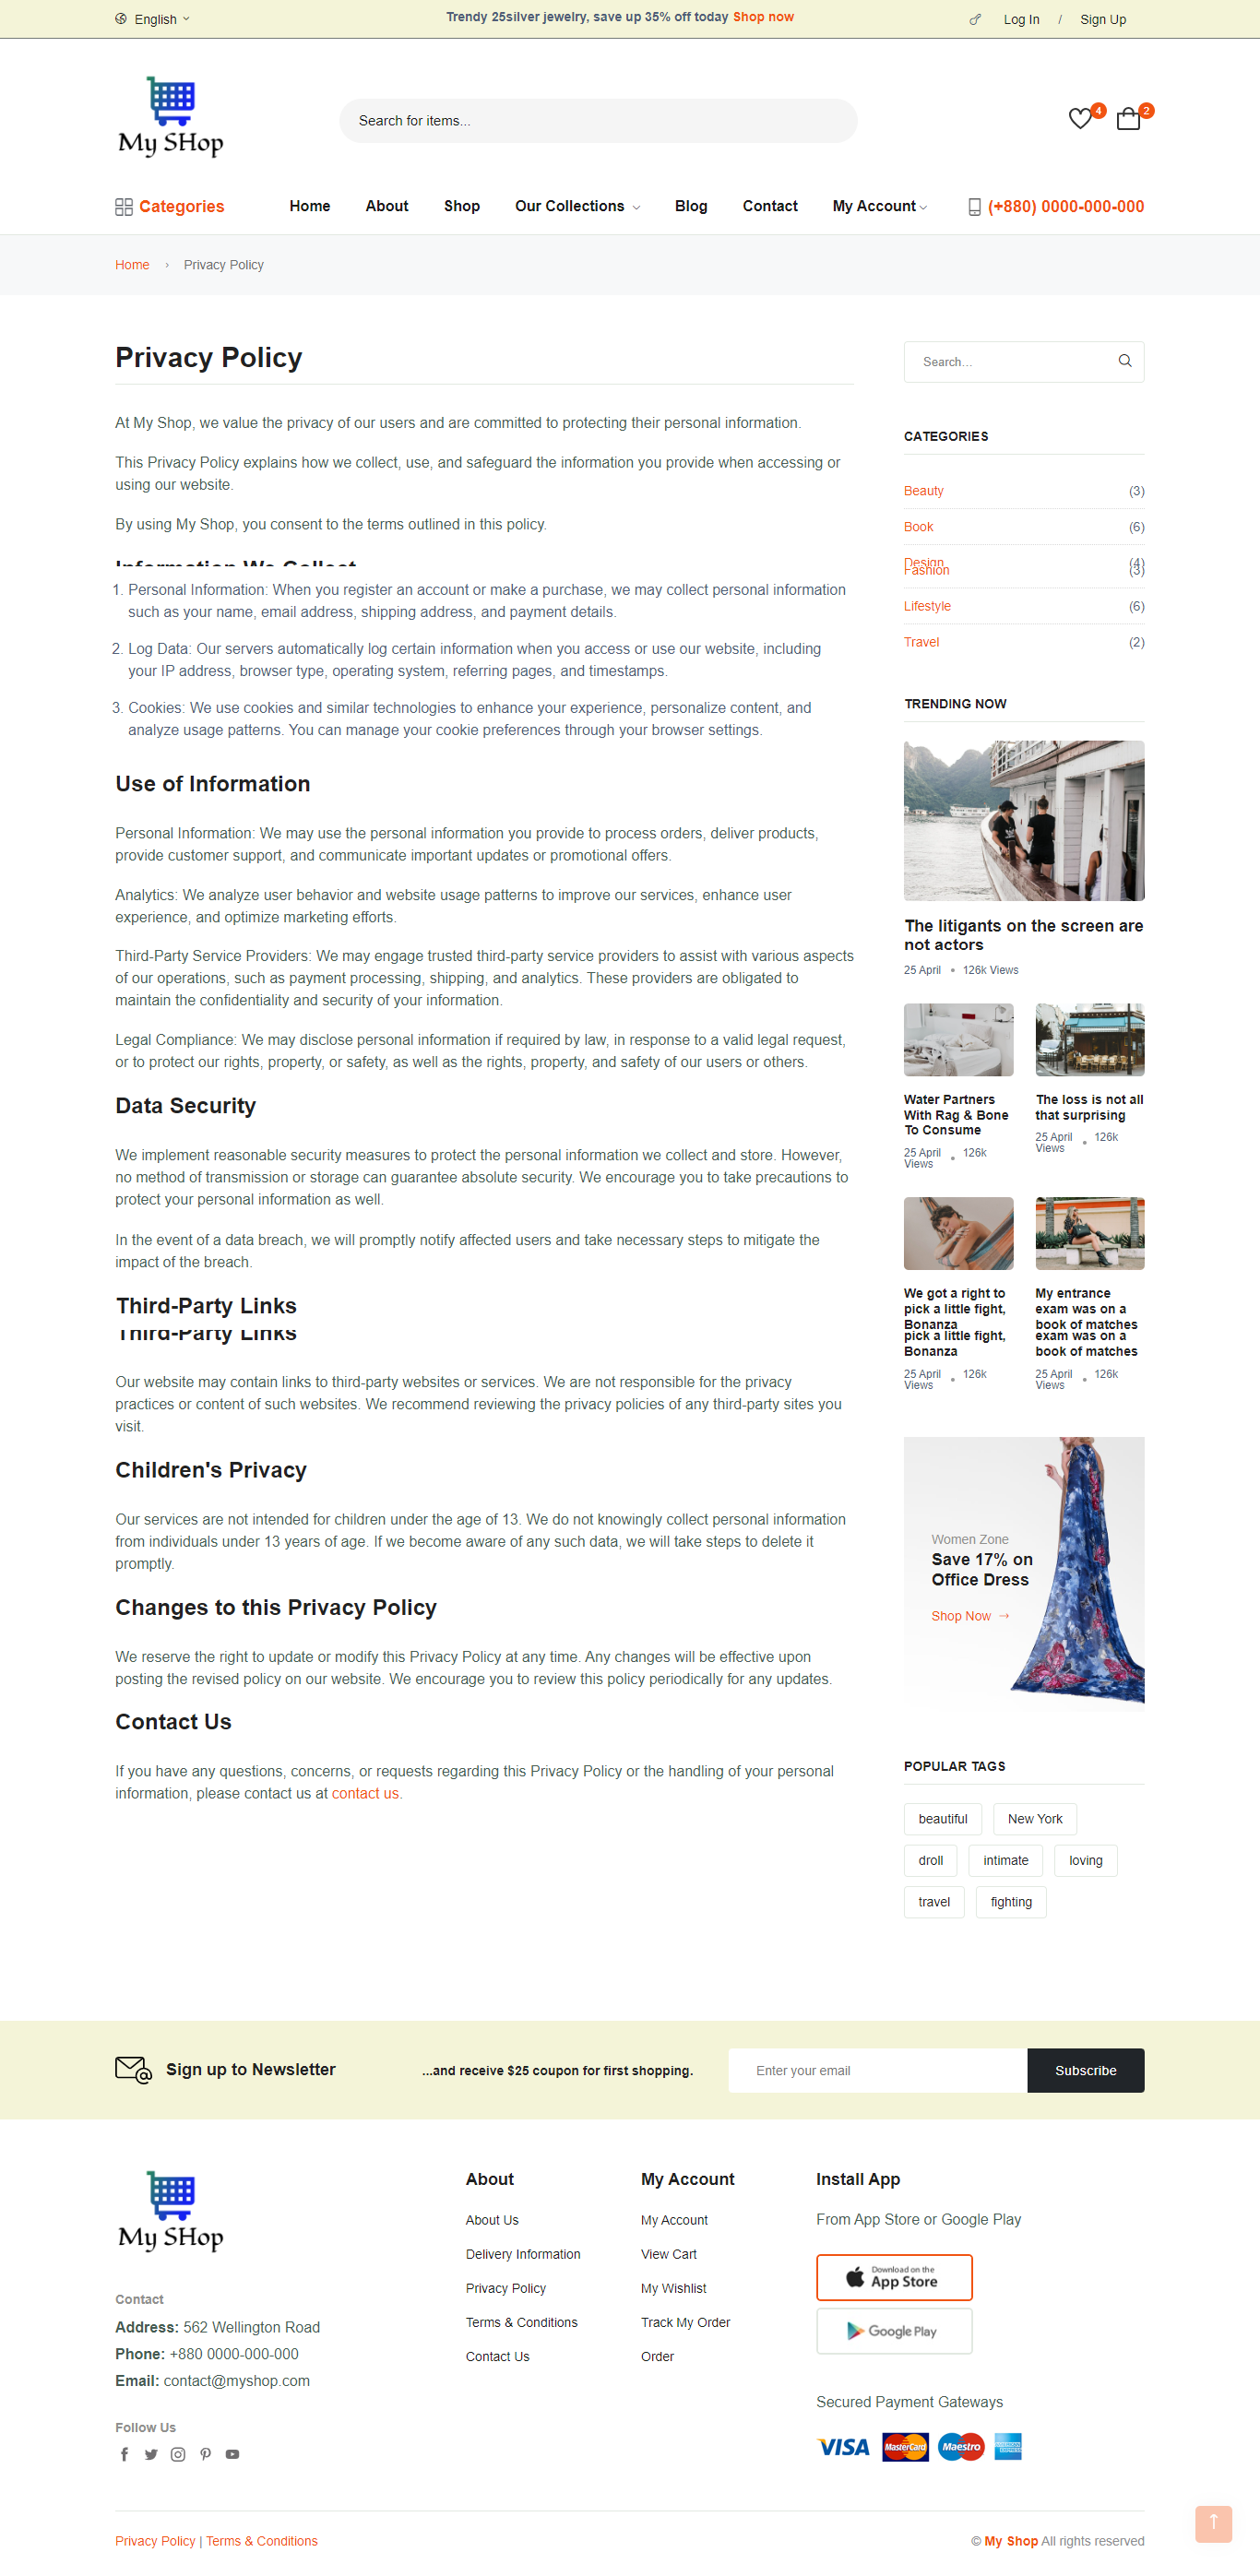 English
Trendy 25silver jewelry, save up 35% off today Shop now
Log In / Sign Up
My SHop
Search for items...
4
2
Categories
Home
About
Shop
Our Collections
Blog
Contact
My Account
(+880) 0000-000-000
Home › Privacy Policy
Privacy Policy
At My Shop, we value the privacy of our users and are committed to protecting their personal information.
This Privacy Policy explains how we collect, use, and safeguard the information you provide when accessing or
using our website.
By using My Shop, you consent to the terms outlined in this policy.
Information We Collect
1. Personal Information: When you register an account or make a purchase, we may collect personal information
such as your name, email address, shipping address, and payment details.
2. Log Data: Our servers automatically log certain information when you access or use our website, including
your IP address, browser type, operating system, referring pages, and timestamps.
3. Cookies: We use cookies and similar technologies to enhance your experience, personalize content, and
analyze usage patterns. You can manage your cookie preferences through your browser settings.
Use of Information
Personal Information: We may use the personal information you provide to process orders, deliver products,
provide customer support, and communicate important updates or promotional offers.
Analytics: We analyze user behavior and website usage patterns to improve our services, enhance user
experience, and optimize marketing efforts.
Third-Party Service Providers: We may engage trusted third-party service providers to assist with various aspects
of our operations, such as payment processing, shipping, and analytics. These providers are obligated to
maintain the confidentiality and security of your information.
Legal Compliance: We may disclose personal information if required by law, in response to a valid legal request,
or to protect our rights, property, or safety, as well as the rights, property, and safety of our users or others.
Data Security
We implement reasonable security measures to protect the personal information we collect and store. However,
no method of transmission or storage can guarantee absolute security. We encourage you to take precautions to
protect your personal information as well.
In the event of a data breach, we will promptly notify affected users and take necessary steps to mitigate the
impact of the breach.
Third-Party Links
Third-Party Links
Our website may contain links to third-party websites or services. We are not responsible for the privacy
practices or content of such websites. We recommend reviewing the privacy policies of any third-party sites you
visit.
Children's Privacy
Our services are not intended for children under the age of 13. We do not knowingly collect personal information
from individuals under 13 years of age. If we become aware of any such data, we will take steps to delete it
promptly.
Changes to this Privacy Policy
We reserve the right to update or modify this Privacy Policy at any time. Any changes will be effective upon
posting the revised policy on our website. We encourage you to review this policy periodically for any updates.
Contact Us
If you have any questions, concerns, or requests regarding this Privacy Policy or the handling of your personal
information, please contact us at contact us.
Search...
CATEGORIES
Beauty (3)
Book (6)
Design (4)
Fashion (3)
Lifestyle (6)
Travel (2)
TRENDING NOW
The litigants on the screen are
not actors
25 April • 126k Views
Water Partners
With Rag & Bone
To Consume
25 April • 126k
Views
The loss is not all
that surprising
25 April • 126k
Views
We got a right to
pick a little fight,
Bonanza
pick a little fight,
Bonanza
25 April • 126k
Views
My entrance
exam was on a
book of matches
exam was on a
book of matches
25 April • 126k
Views
Women Zone
Save 17% on
Office Dress
Shop Now →
POPULAR TAGS
beautiful
New York
droll
intimate
loving
travel
fighting
Sign up to Newsletter
...and receive $25 coupon for first shopping.
Enter your email
Subscribe
My SHop
Contact
Address: 562 Wellington Road
Phone: +880 0000-000-000
Email: contact@myshop.com
Follow Us
About
About Us
Delivery Information
Privacy Policy
Terms & Conditions
Contact Us
My Account
My Account
View Cart
My Wishlist
Track My Order
Order
Install App
From App Store or Google Play
Download on the
App Store
Google Play
Secured Payment Gateways
VISA
MasterCard
Maestro
AMERICAN EXPRESS
Privacy Policy | Terms & Conditions
© My Shop All rights reserved